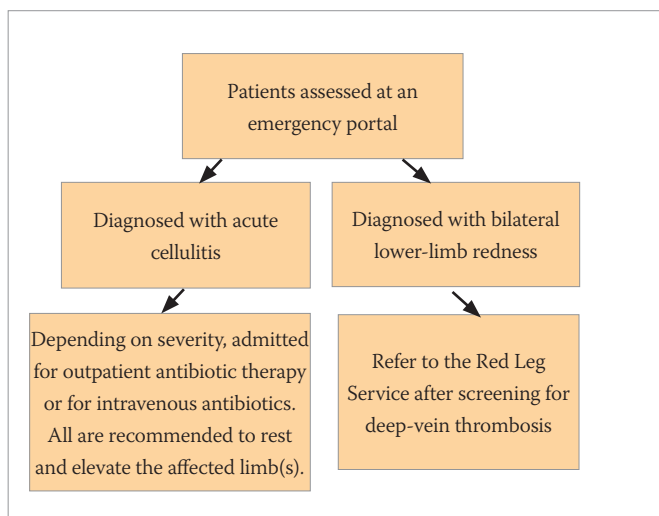 Patients assessed at an
emergency portal
Diagnosed with acute
cellulitis
Diagnosed with bilateral
lower-limb redness
Depending on severity, admitted
for outpatient antibiotic therapy
or for intravenous antibiotics.
All are recommended to rest
and elevate the affected limb(s).
Refer to the Red Leg
Service after screening for
deep-vein thrombosis